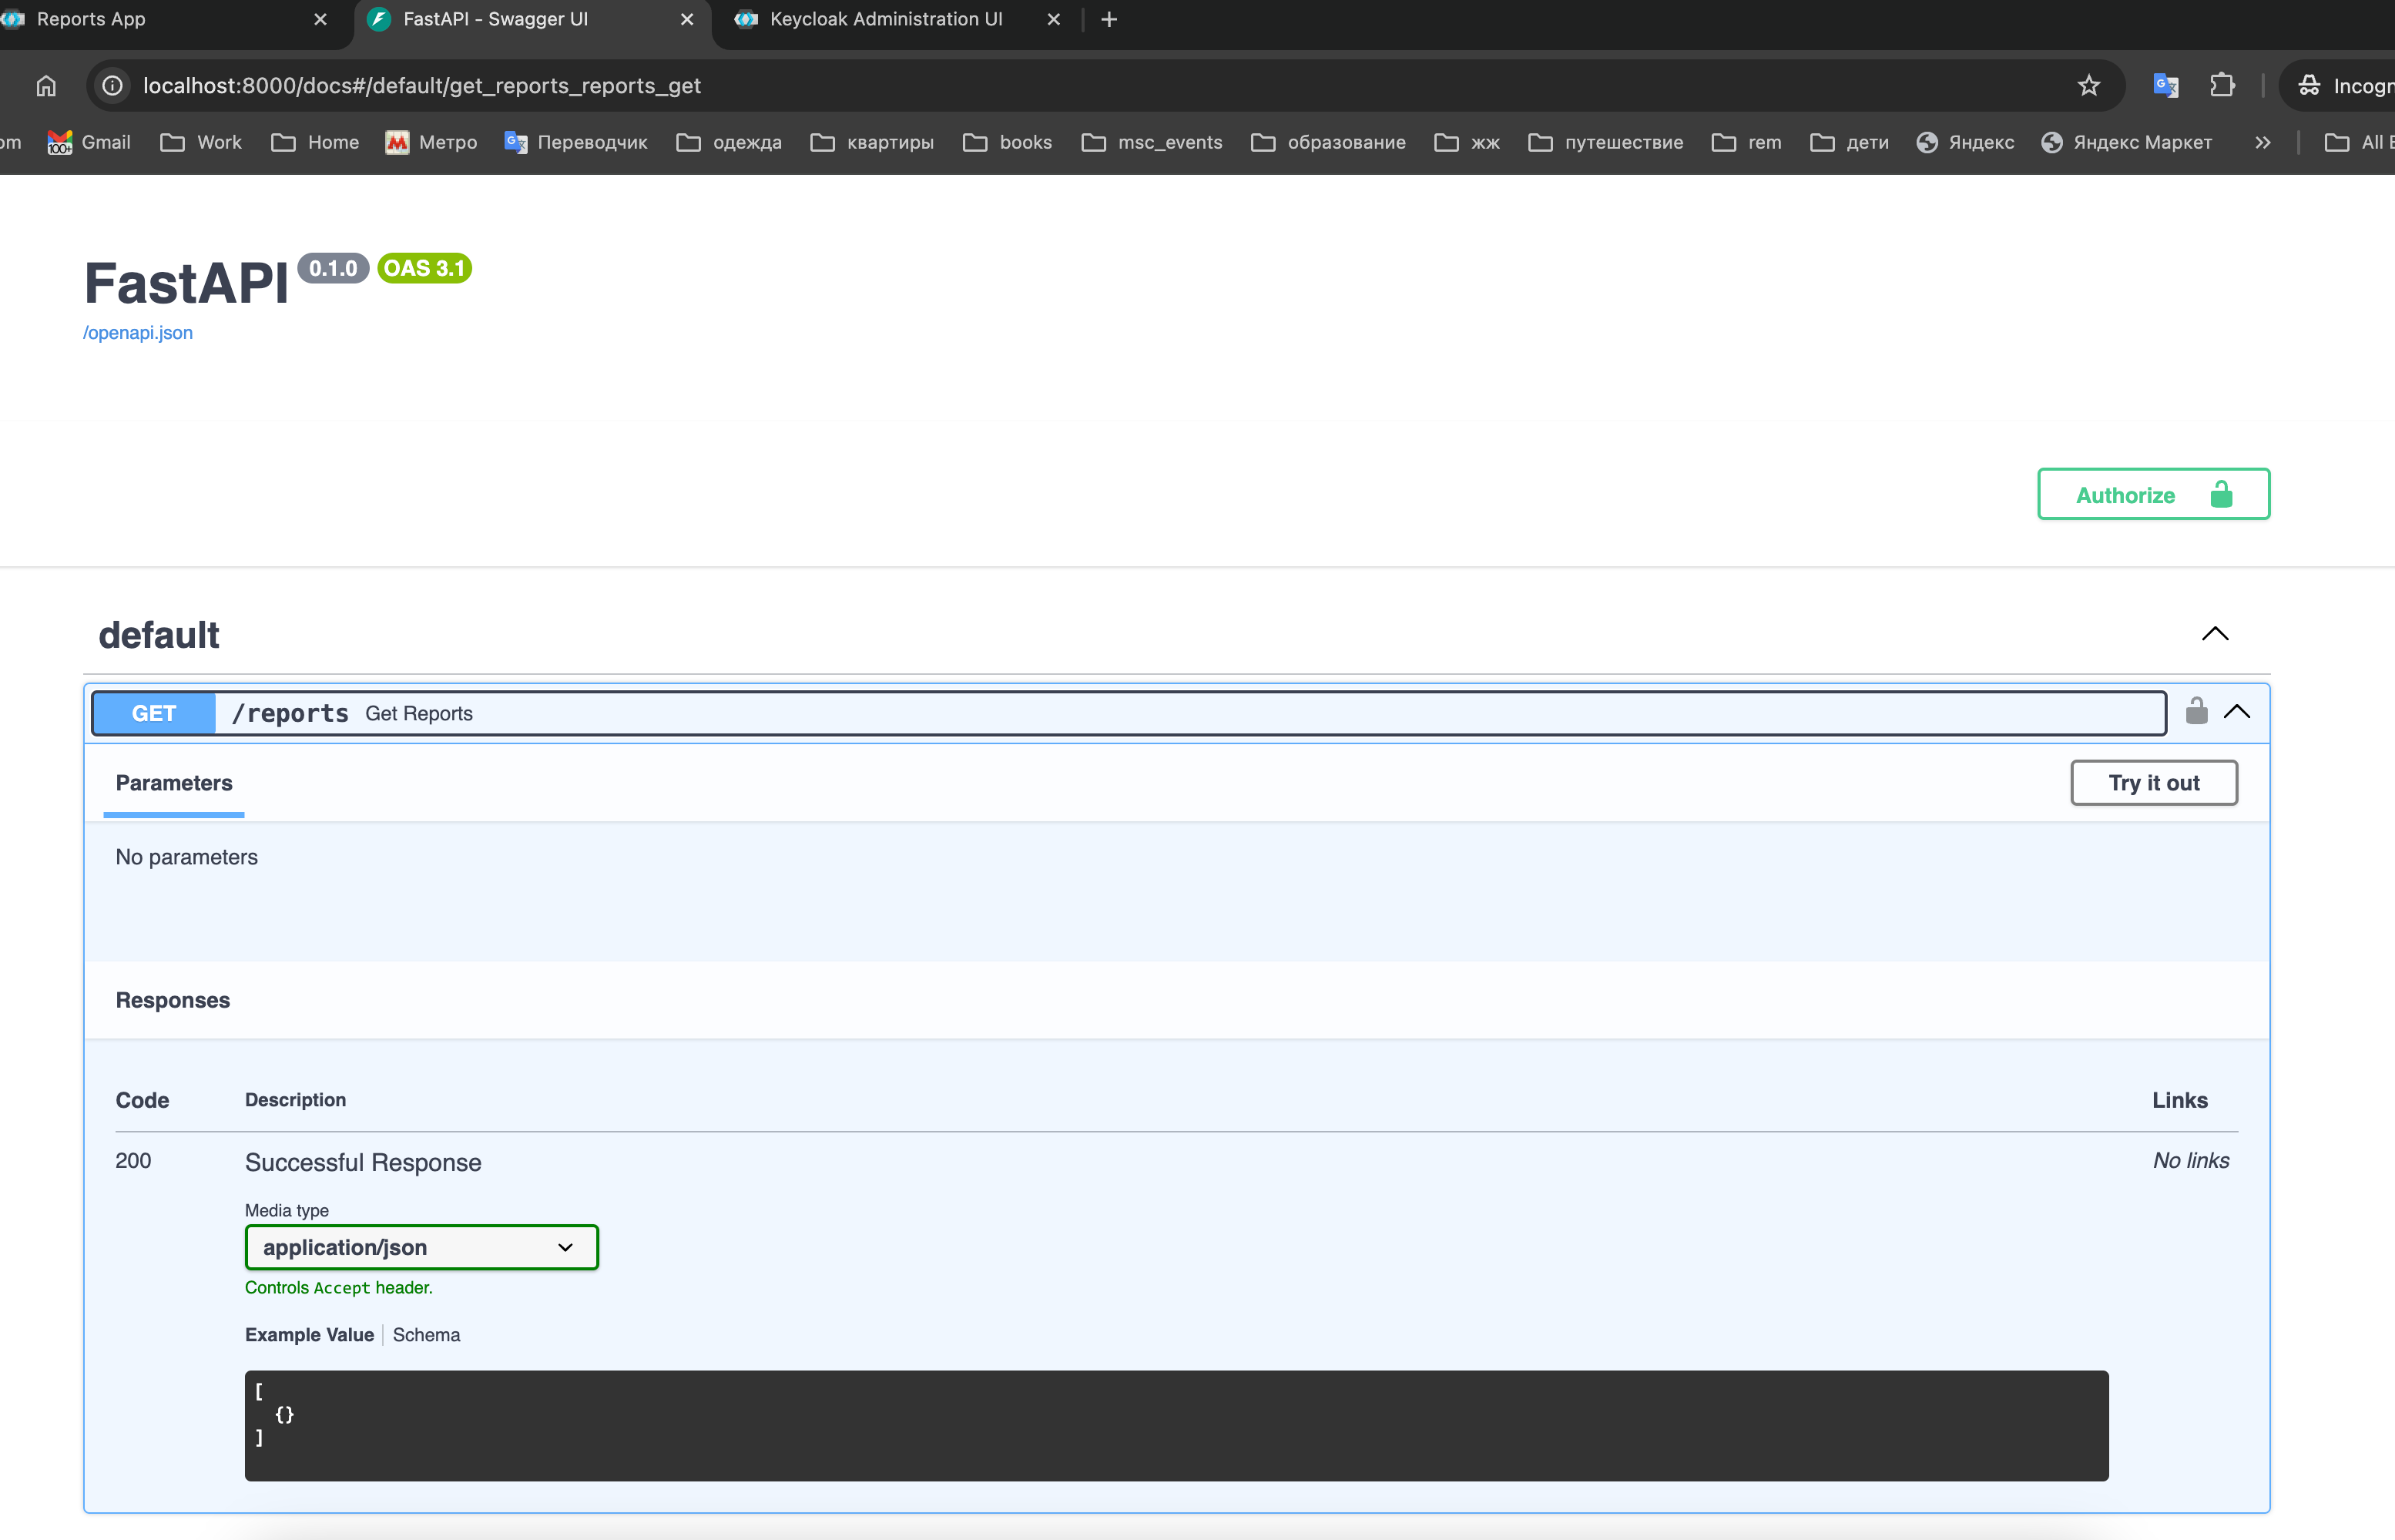 Reports App
FastAPI - Swagger UI
Keycloak Administration UI
localhost:8000/docs#/default/get_reports_reports_get
Incogn
om
100+
Gmail
Work
Home
Метро
Переводчик
одежда
квартиры
books
msc_events
образование
жж
путешествие
rem
дети
Яндекс
Яндекс Маркет
All
FastAPI 0.1.0 OAS 3.1
/openapi.json
Authorize
default
GET /reports Get Reports
Parameters
Try it out
No parameters
Responses
Code Description Links
200 Successful Response No links
Media type
application/json
Controls Accept header.
Example Value Schema
[
{}
]